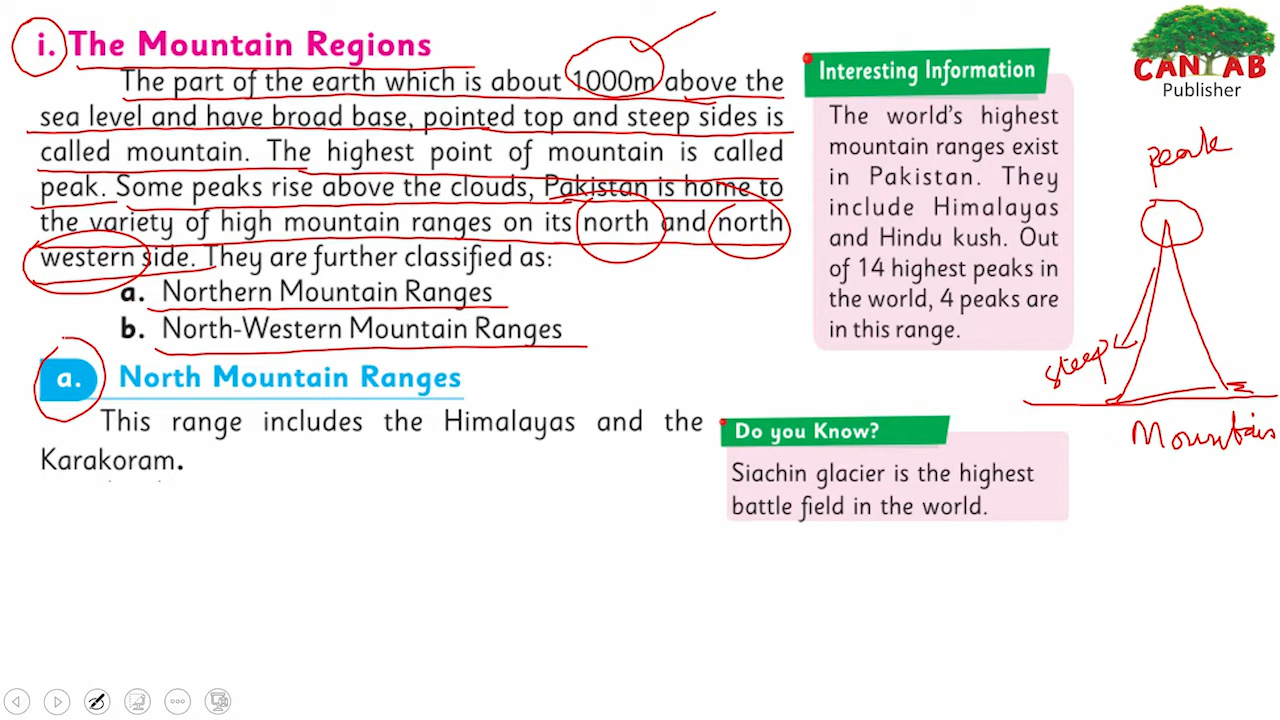 i. The Mountain Regions
The part of the earth which is about 1000m above the
sea level and have broad base, pointed top and steep sides is
called mountain. The highest point of mountain is called
peak. Some peaks rise above the clouds, Pakistan is home to
the variety of high mountain ranges on its north and north
western side. They are further classified as:
a. Northern Mountain Ranges
b. North-Western Mountain Ranges
a. North Mountain Ranges
This range includes the Himalayas and the
Karakoram.
Interesting Information
The world's highest
mountain ranges exist
in Pakistan. They
include Himalayas
and Hindu kush. Out
of 14 highest peaks in
the world, 4 peaks are
in this range.
Do you Know?
Siachin glacier is the highest
battle field in the world.
CANTAB
Publisher
peak
steep
Mountain